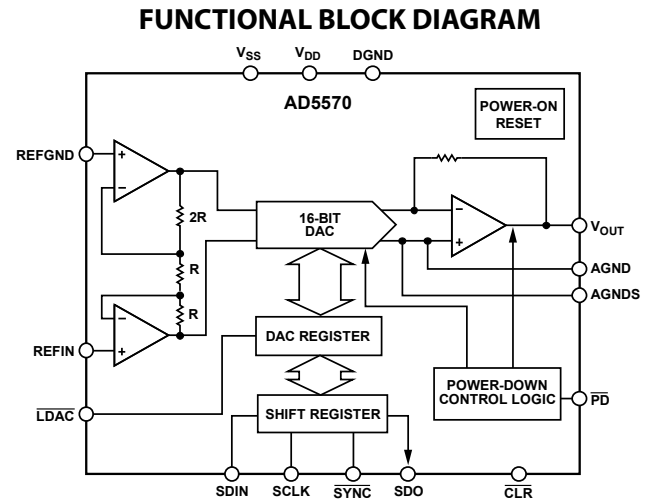 FUNCTIONAL BLOCK DIAGRAM
VSS
VDD
DGND
AD5570
POWER-ON
RESET
REFGND
+
−
2R
R
R
−
+
REFIN
16-BIT
DAC
−
+
VOUT
AGND
AGNDS
DAC REGISTER
LDAC
SHIFT REGISTER
POWER-DOWN
CONTROL LOGIC
PD
SDIN
SCLK
SYNC
SDO
CLR